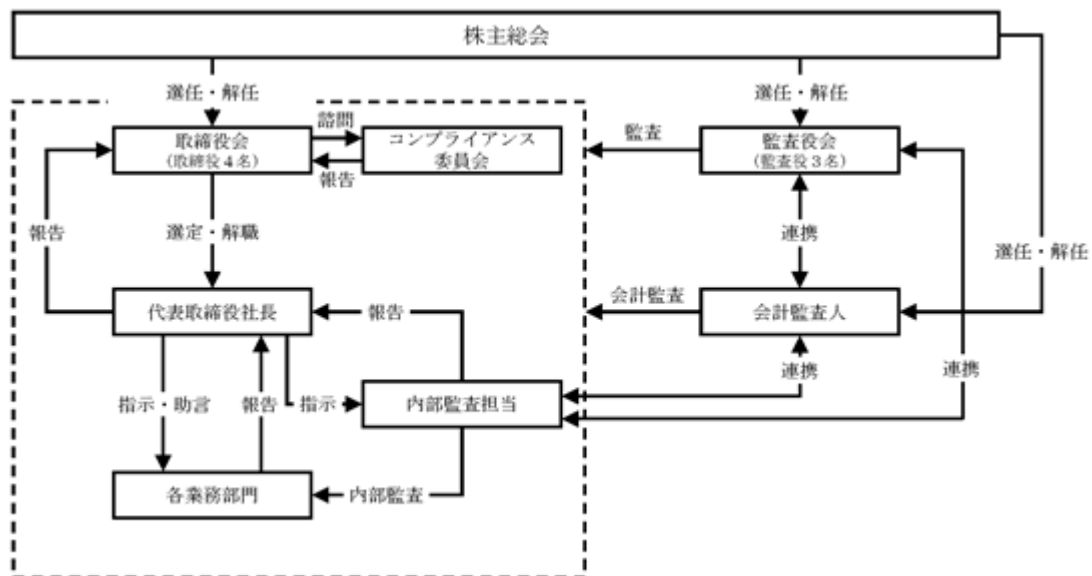 株主総会
選任・解任
選任・解任
諮問
取締役会
(取締役4名)
コンプライアンス
委員会
監査
監査役会
(監査役3名)
報告
報告
選定・解職
連携
選任・解任
代表取締役社長
報告
会計監査
会計監査人
連携
連携
指示・助言
報告
指示
内部監査担当
各業務部門
内部監査